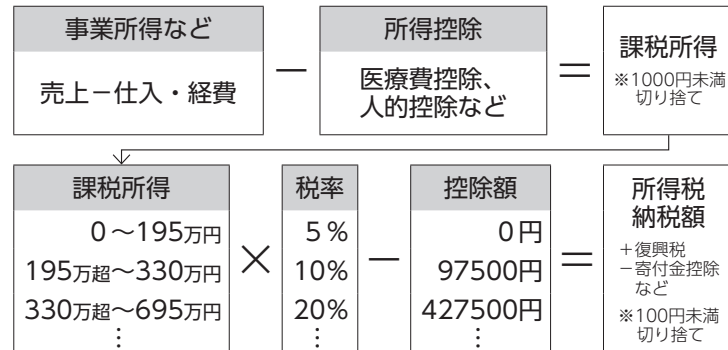 事業所得など
売上－仕入・経費
－
所得控除
医療費控除、
人的控除など
＝
課税所得
※1000円未満
切り捨て
課税所得
0〜195万円
195万超〜330万円
330万超〜695万円
⋮
×
税率
5%
10%
20%
⋮
－
控除額
0円
97500円
427500円
⋮
＝
所得税
納税額
＋復興税
－寄付金控除
など
※100円未満
切り捨て